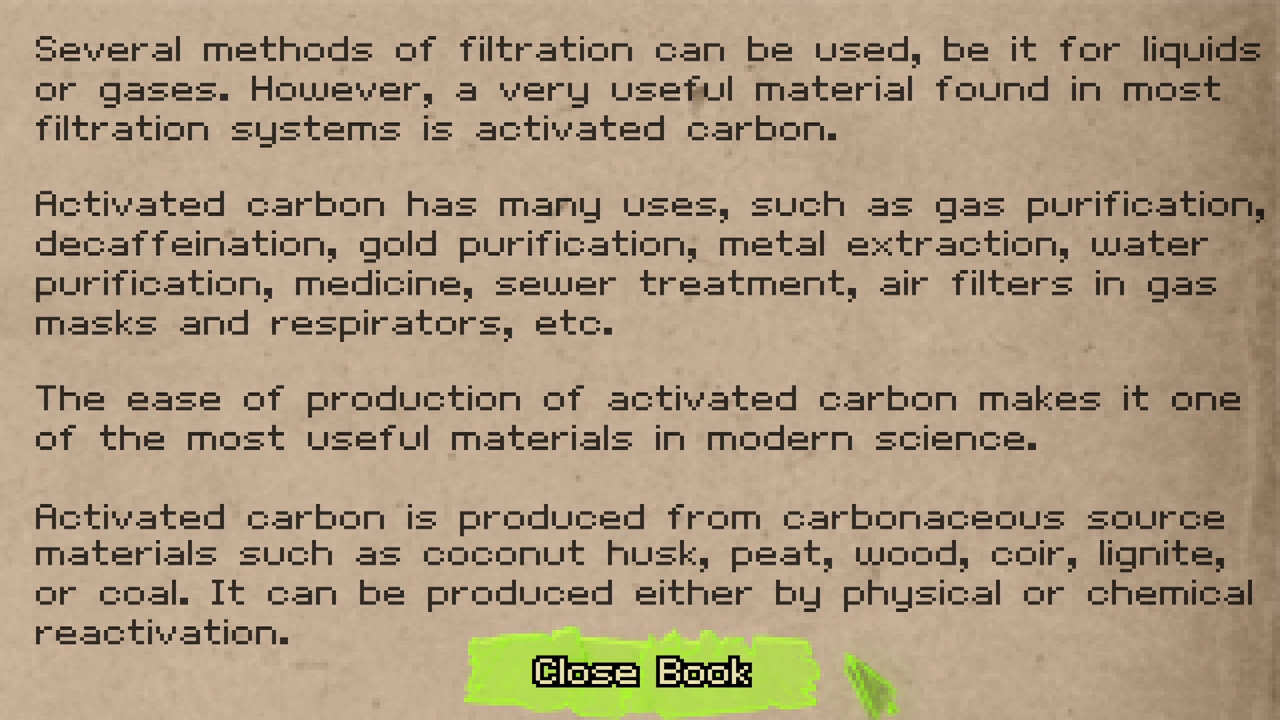 Several methods of filtration can be used, be it for liquids
or gases. However, a very useful material found in most
filtration systems is activated carbon.
Activated carbon has many uses, such as gas purification,
decaffeination, gold purification, metal extraction, water
purification, medicine, sewer treatment, air filters in gas
masks and respirators, etc.
The ease of production of activated carbon makes it one
of the most useful materials in modern science.
Activated carbon is produced from carbonaceous source
materials such as coconut husk, peat, wood, coir, lignite,
or coal. It can be produced either by physical or chemical
reactivation.
Close Book